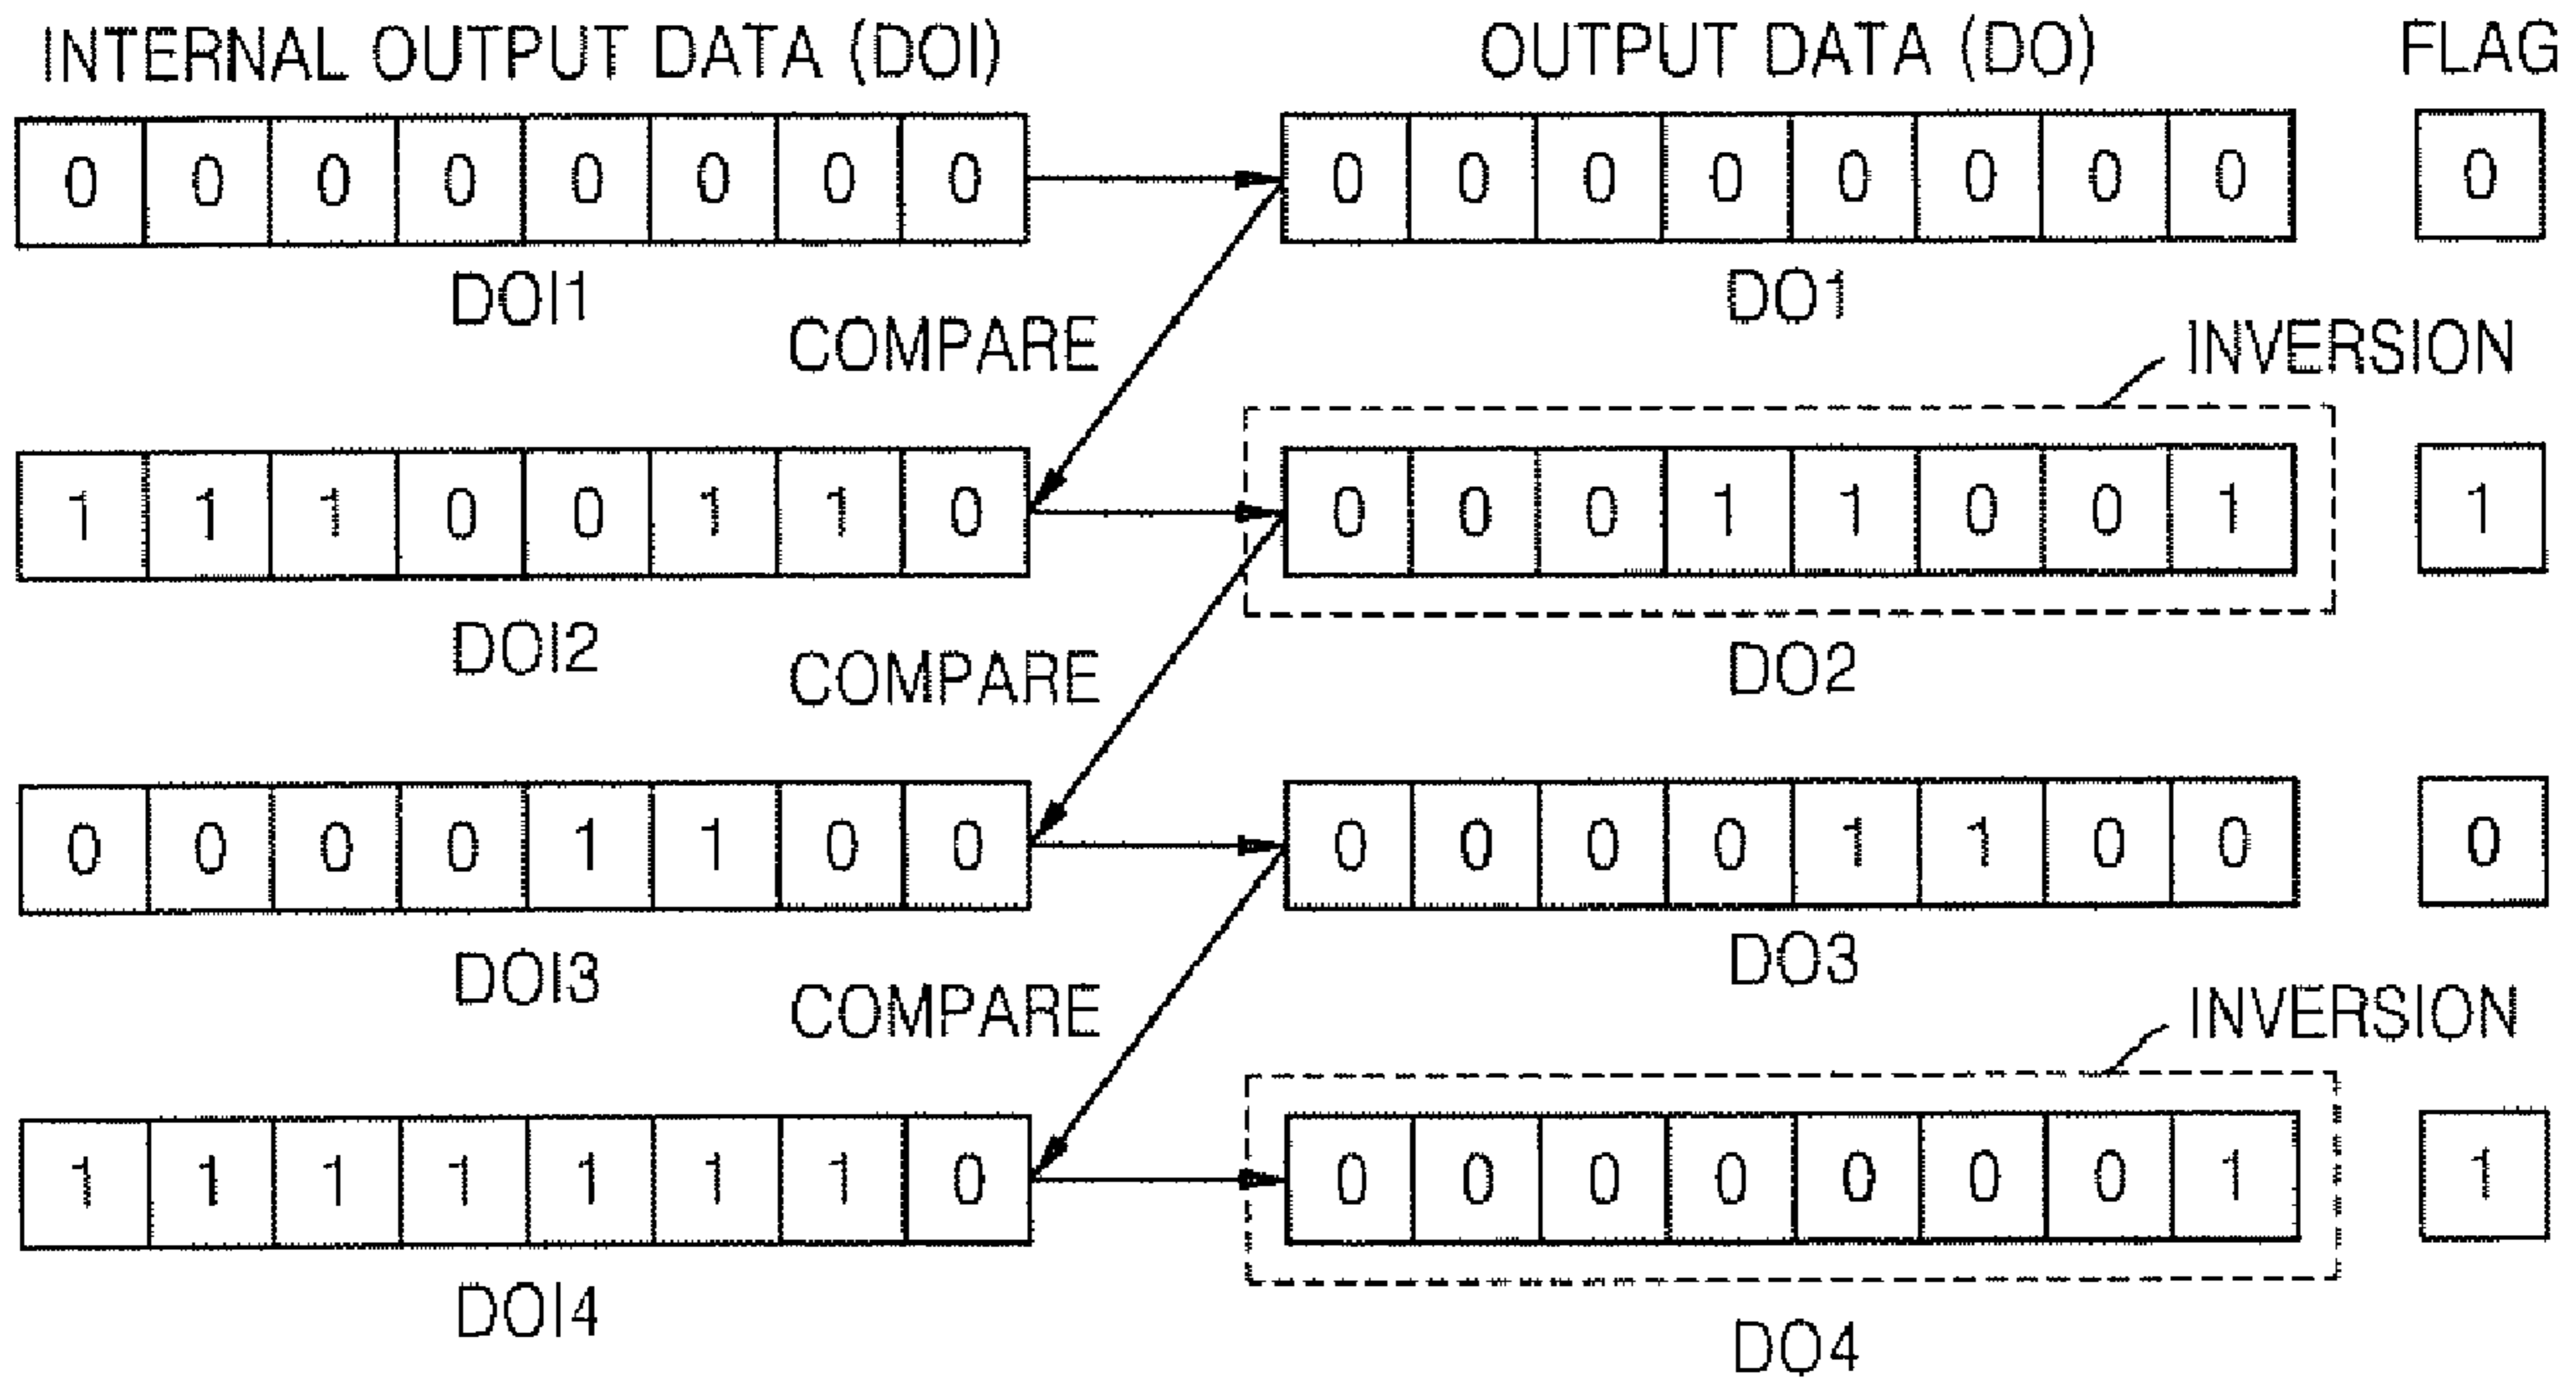 INTERNAL OUTPUT DATA (DOI) OUTPUT DATA (DO) FLAG
0 0 0 0 0 0 0 0 0 0 0 0 0 0 0 0 0
DOI1 DO1
COMPARE INVERSION
1 1 1 0 0 1 1 0 0 0 0 1 1 0 0 1 1
DOI2 DO2
COMPARE
0 0 0 0 1 1 0 0 0 0 0 0 1 1 0 0 0
DOI3 DO3
COMPARE INVERSION
1 1 1 1 1 1 1 0 0 0 0 0 0 0 0 1 1
DOI4 DO4